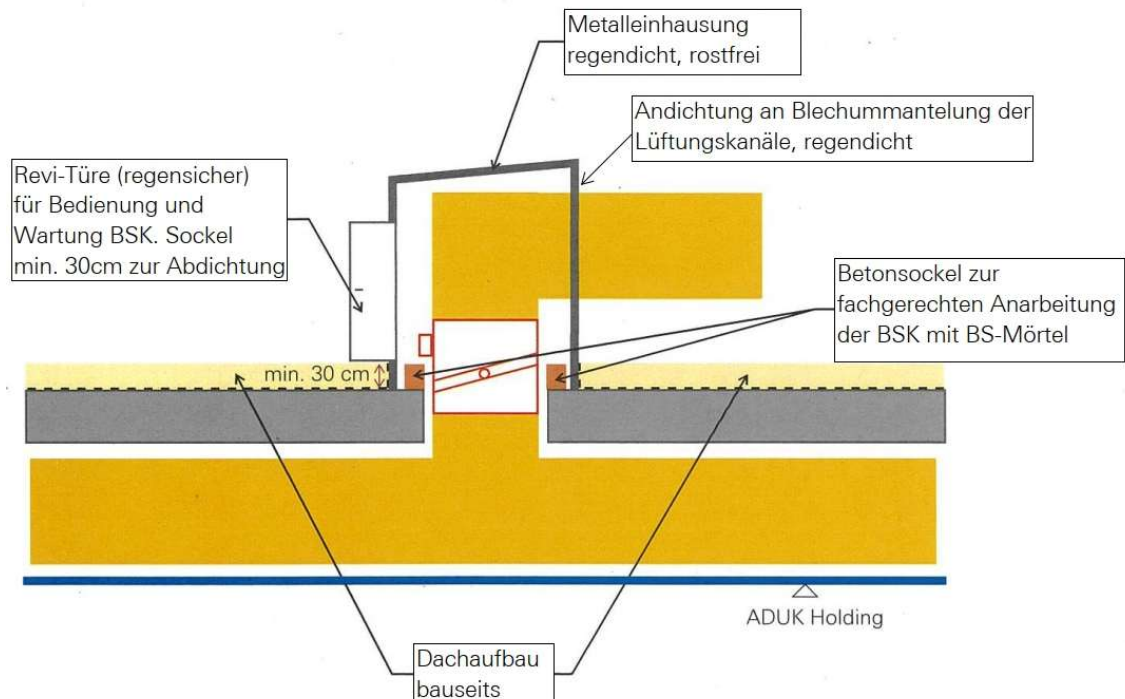 Metalleinhausung
regendicht, rostfrei
Andichtung an Blechummantelung der
Lüftungskanäle, regendicht
Revi-Türe (regensicher)
für Bedienung und
Wartung BSK. Sockel
min. 30cm zur Abdichtung
Betonsockel zur
fachgerechten Anarbeitung
der BSK mit BS-Mörtel
min. 30 cm
ADUK Holding
Dachaufbau
bauseits